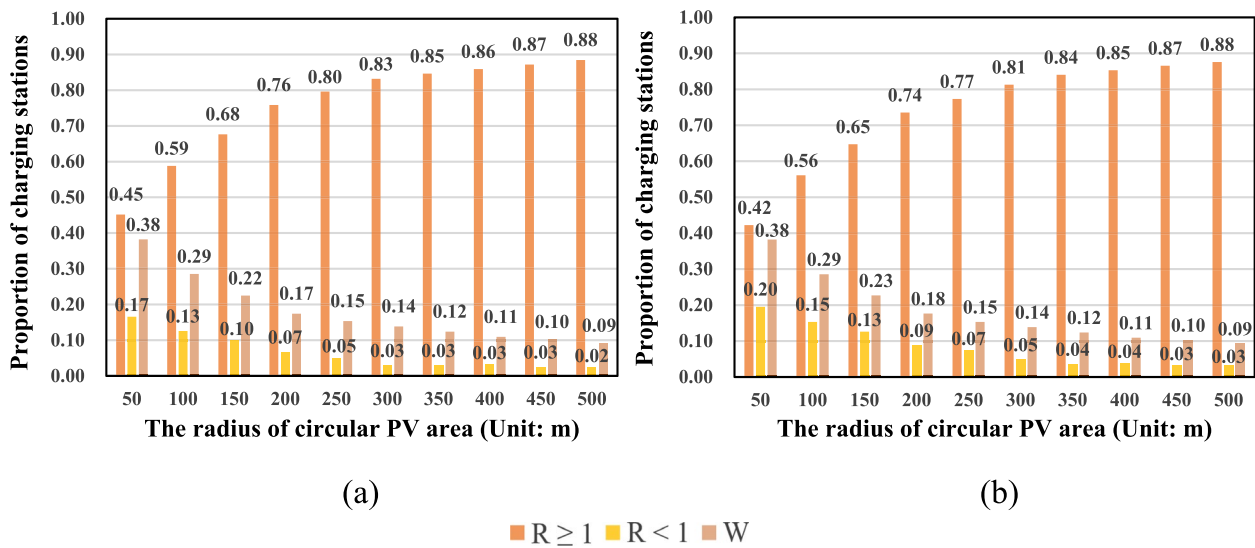 Proportion of charging stations
1.00
0.90
0.80
0.70
0.60
0.50
0.40
0.30
0.20
0.10
0.00
0.45 0.59 0.68 0.76 0.80 0.83 0.85 0.86 0.87 0.88
0.17 0.13 0.10 0.07 0.05 0.03 0.03 0.03 0.02 0.02
0.38 0.29 0.22 0.17 0.15 0.14 0.12 0.11 0.10 0.09
50 100 150 200 250 300 350 400 450 500
The radius of circular PV area (Unit: m)
(a)
Proportion of charging stations
1.00
0.90
0.80
0.70
0.60
0.50
0.40
0.30
0.20
0.10
0.00
0.42 0.56 0.65 0.74 0.77 0.81 0.84 0.85 0.87 0.88
0.20 0.15 0.13 0.09 0.07 0.05 0.04 0.04 0.03 0.03
0.38 0.29 0.23 0.18 0.15 0.14 0.12 0.11 0.10 0.09
50 100 150 200 250 300 350 400 450 500
The radius of circular PV area (Unit: m)
(b)
R ≥ 1 R < 1 W